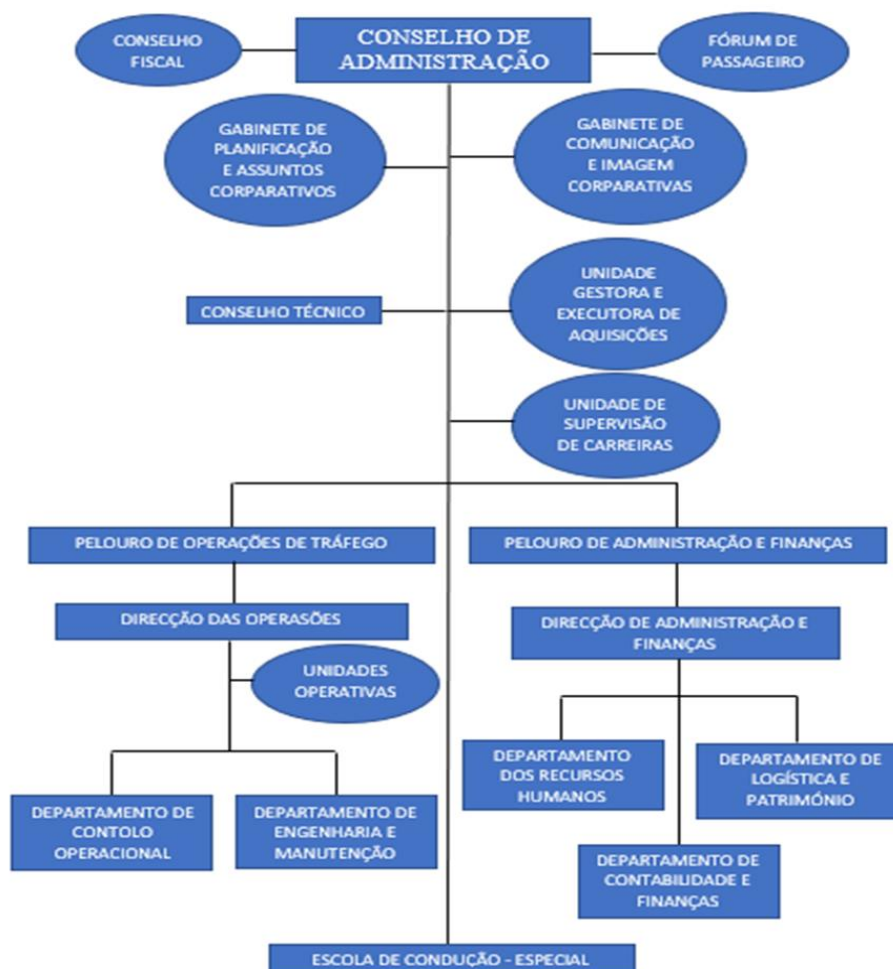 CONSELHO
FISCAL
CONSELHO DE
ADMINISTRAÇÃO
FÓRUM DE
PASSAGEIRO
GABINETE DE
PLANIFICAÇÃO
E ASSUNTOS
CORPARATIVOS
GABINETE DE
COMUNICAÇÃO
E IMAGEM
CORPARATIVAS
CONSELHO TÉCNICO
UNIDADE
GESTORA E
EXECUTORA DE
AQUISIÇÕES
UNIDADE DE
SUPERVISÃO
DE CARREIRAS
PELOURO DE OPERAÇÕES DE TRÁFEGO
PELOURO DE ADMINISTRAÇÃO E FINANÇAS
DIRECÇÃO DAS OPERASÕES
DIRECÇÃO DE ADMINISTRAÇÃO E
FINANÇAS
UNIDADES
OPERATIVAS
DEPARTAMENTO
DOS RECURSOS
HUMANOS
DEPARTAMENTO DE
LOGÍSTICA E
PATRIMÓNIO
DEPARTAMENTO DE
CONTOLO
OPERACIONAL
DEPARTAMENTO DE
ENGENHARIA E
MANUTENÇÃO
DEPARTAMENTO DE
CONTABILIDADE E
FINANÇAS
ESCOLA DE CONDUÇÃO - ESPECIAL